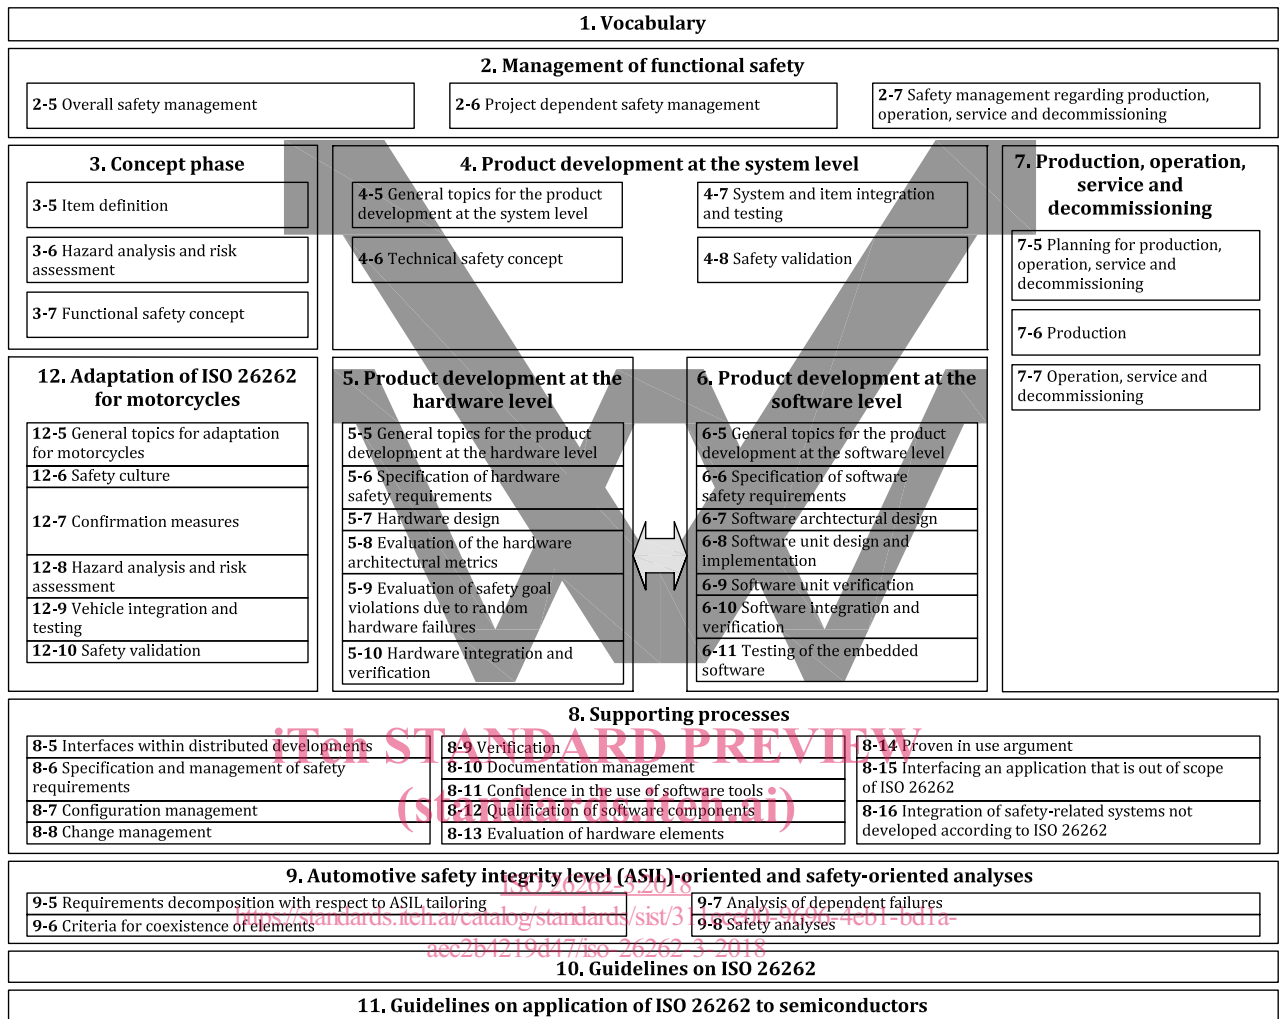 1. Vocabulary
2. Management of functional safety
2-5 Overall safety management
2-6 Project dependent safety management
2-7 Safety management regarding production,
operation, service and decommissioning
3. Concept phase
3-5 Item definition
3-6 Hazard analysis and risk
assessment
3-7 Functional safety concept
4. Product development at the system level
4-5 General topics for the product
development at the system level
4-6 Technical safety concept
4-7 System and item integration
and testing
4-8 Safety validation
7. Production, operation,
service and
decommissioning
7-5 Planning for production,
operation, service and
decommissioning
7-6 Production
7-7 Operation, service and
decommissioning
12. Adaptation of ISO 26262
for motorcycles
12-5 General topics for adaptation
for motorcycles
12-6 Safety culture
12-7 Confirmation measures
12-8 Hazard analysis and risk
assessment
12-9 Vehicle integration and
testing
12-10 Safety validation
5. Product development at the
hardware level
5-5 General topics for the product
development at the hardware level
5-6 Specification of hardware
safety requirements
5-7 Hardware design
5-8 Evaluation of the hardware
architectural metrics
5-9 Evaluation of safety goal
violations due to random
hardware failures
5-10 Hardware integration and
verification
6. Product development at the
software level
6-5 General topics for the product
development at the software level
6-6 Specification of software
safety requirements
6-7 Software archtectural design
6-8 Software unit design and
implementation
6-9 Software unit verification
6-10 Software integration and
verification
6-11 Testing of the embedded
software
8. Supporting processes
iTeh STANDARD PREVIEW
(standards.iteh.ai)
8-5 Interfaces within distributed developments
8-6 Specification and management of safety
requirements
8-7 Configuration management
8-8 Change management
8-9 Verification
8-10 Documentation management
8-11 Confidence in the use of software tools
8-12 Qualification of software components
8-13 Evaluation of hardware elements
8-14 Proven in use argument
8-15 Interfacing an application that is out of scope
of ISO 26262
8-16 Integration of safety-related systems not
developed according to ISO 26262
9. Automotive safety integrity level (ASIL)-oriented and safety-oriented analyses
ISO 26262-3:2018
9-5 Requirements decomposition with respect to ASIL tailoring
9-6 Criteria for coexistence of elements
9-7 Analysis of dependent failures
9-8 Safety analyses
https://standards.iteh.ai/catalog/standards/sist/
-9696-4eb1-bd1a-
aec2b4219d47/iso-26262-3-2018
10. Guidelines on ISO 26262
11. Guidelines on application of ISO 26262 to semiconductors